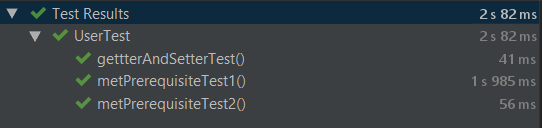 Test Results 2 s 82 ms
UserTest 2 s 82 ms
gettterAndSetterTest() 41 ms
metPrerequisiteTest1() 1 s 985 ms
metPrerequisiteTest2() 56 ms